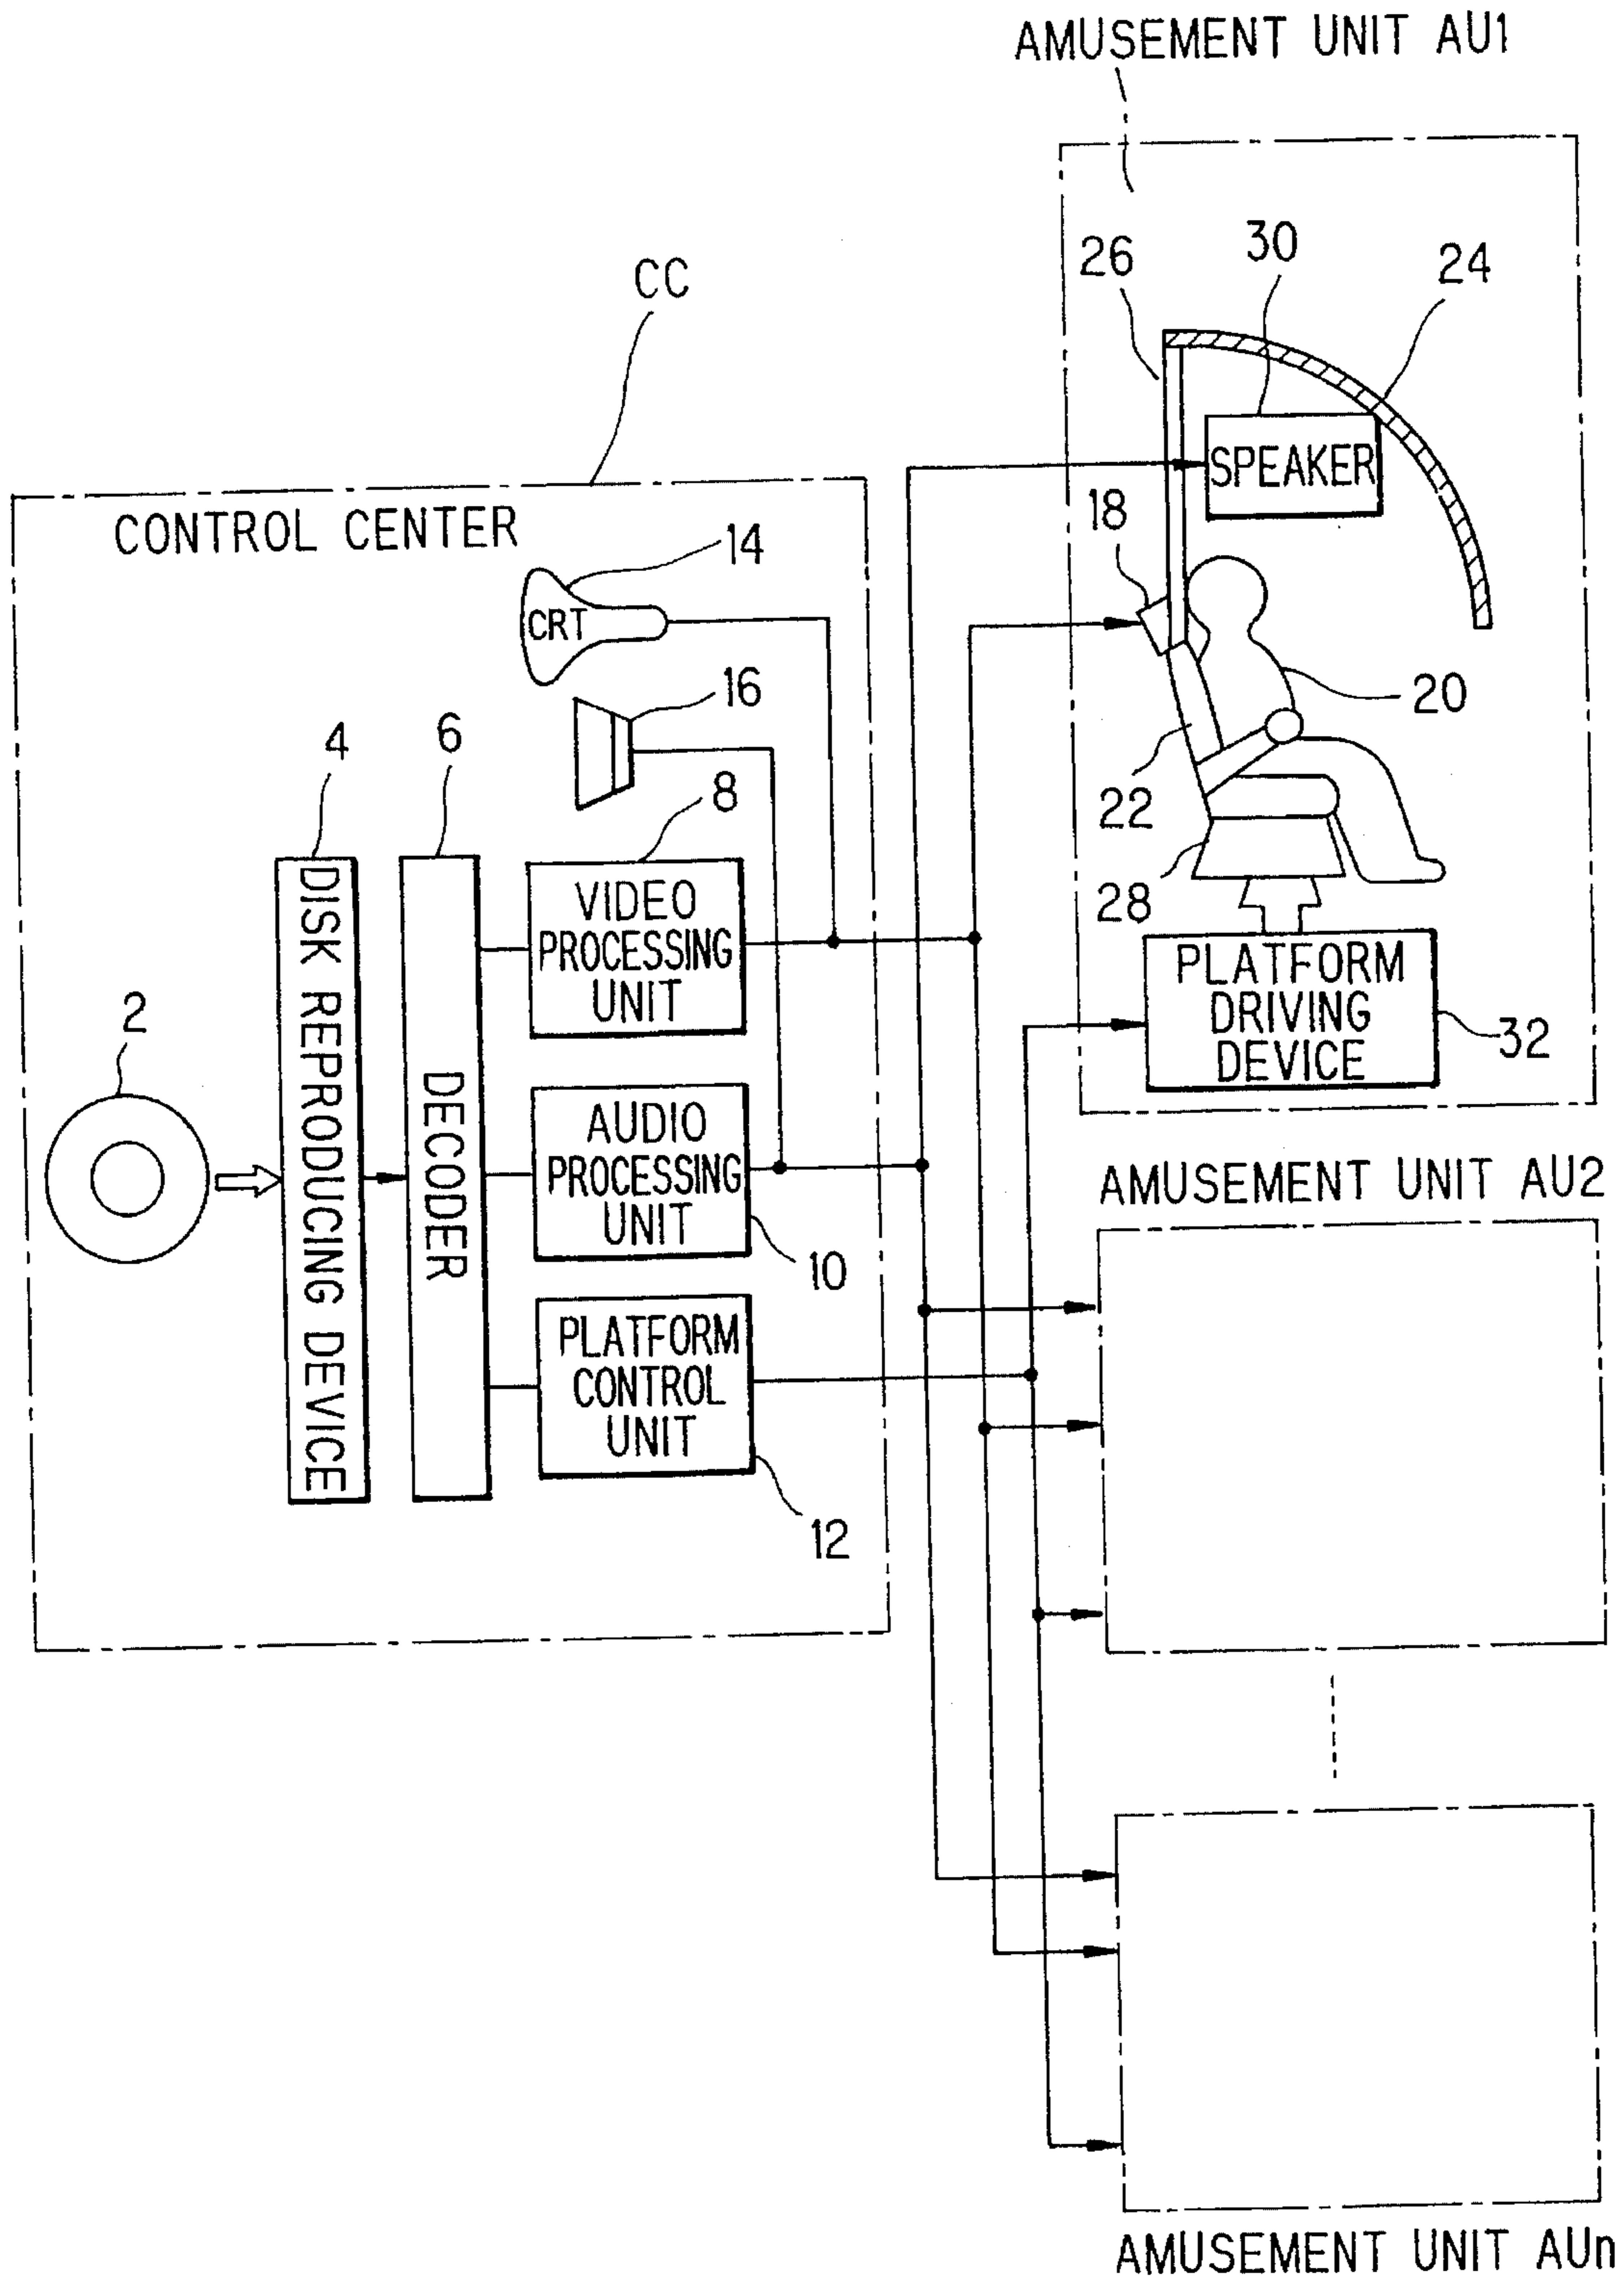 AMUSEMENT UNIT AU1
26
30
24
CC
SPEAKER
18
CONTROL CENTER
14
CRT
16
20
4
6
8
22
28
DISK REPRODUCING DEVICE
DECODER
VIDEO
PROCESSING
UNIT
PLATFORM
DRIVING
DEVICE
32
2
AUDIO
PROCESSING
UNIT
10
AMUSEMENT UNIT AU2
PLATFORM
CONTROL
UNIT
12
AMUSEMENT UNIT AUn